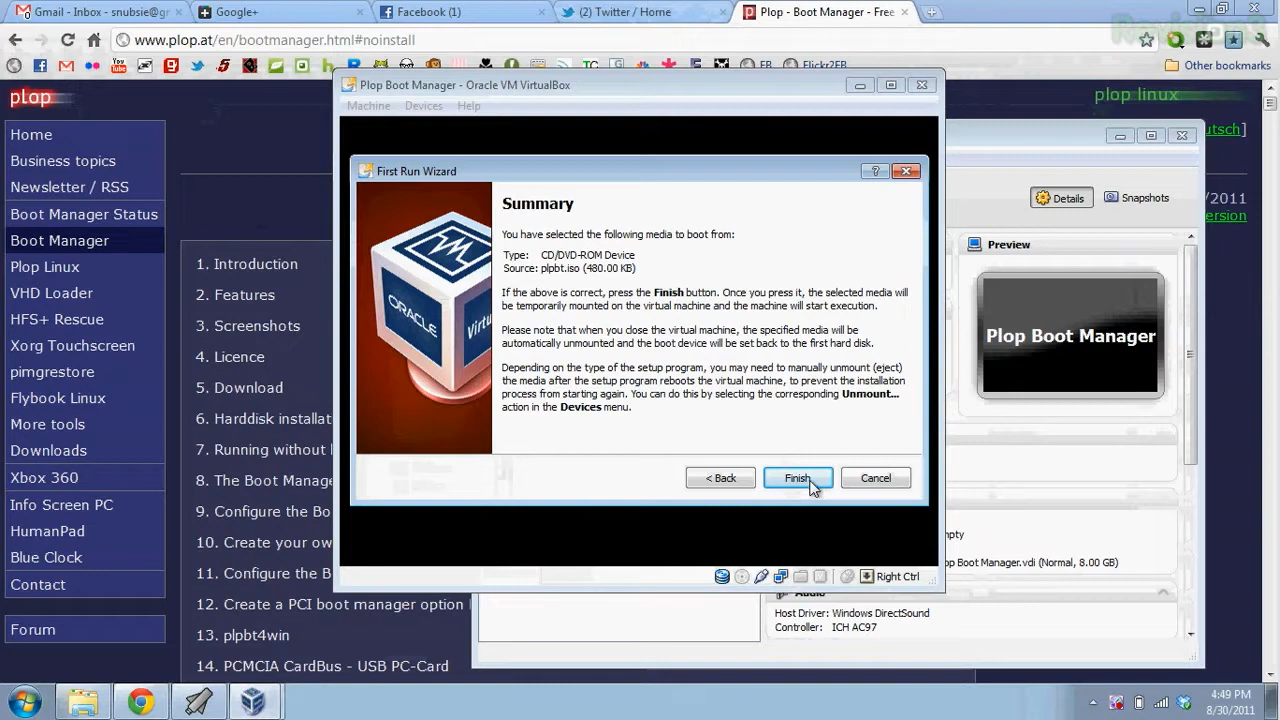 Gmail - Inbox - snubsie@gr
Google+
Facebook (1)
(2) Twitter / Home
Plop - Boot Manager - Free
www.plop.at/en/bootmanager.html#noinstall
FB
Flickr2FB
Other bookmarks
plop
plop linux
Home
Business topics
Newsletter / RSS
Boot Manager Status
Boot Manager
Plop Linux
VHD Loader
HFS+ Rescue
Xorg Touchscreen
pimgrestore
Flybook Linux
More tools
Downloads
Xbox 360
Info Screen PC
HumanPad
Blue Clock
Contact
Forum
1. Introduction
2. Features
3. Screenshots
4. Licence
5. Download
6. Harddisk installat
7. Running without l
8. The Boot Manage
9. Configure the Bo
10. Create your ow
11. Configure the B
12. Create a PCI boot manager option
13. plpbt4win
14. PCMCIA CardBus - USB PC-Card
Plop Boot Manager - Oracle VM VirtualBox
Machine Devices Help
First Run Wizard
Summary
You have selected the following media to boot from:
Type: CD/DVD-ROM Device
Source: plpbt.iso (480.00 KB)
If the above is correct, press the Finish button. Once you press it, the selected media will
be temporarily mounted on the virtual machine and the machine will start execution.
Please note that when you close the virtual machine, the specified media will be
automatically unmounted and the boot device will be set back to the first hard disk.
Depending on the type of the setup program, you may need to manually unmount (eject)
the media after the setup program reboots the virtual machine, to prevent the installation
process from starting again. You can do this by selecting the corresponding Unmount...
action in the Devices menu.
< Back
Finish
Cancel
ORACLE
Virtu
Right Ctrl
utsch]
/2011
ersion
Details
Snapshots
Preview
Plop Boot Manager
mpty
op Boot Manager.vdi (Normal, 8.00 GB)
Audio
Host Driver: Windows DirectSound
Controller: ICH AC97
4:49 PM
8/30/2011